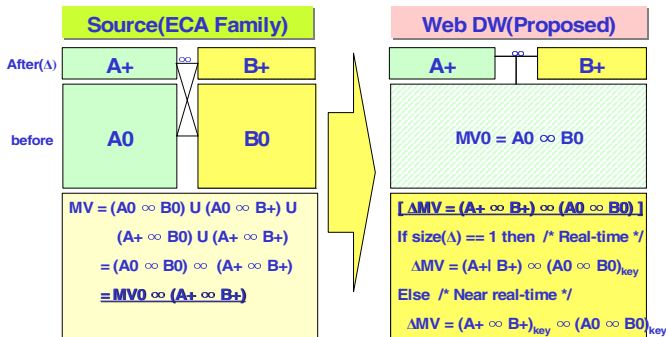 Source(ECA Family)
Web DW(Proposed)
After(Δ)
A+
∞
B+
A+
∞
B+
before
A0
B0
MV0 = A0 ∞ B0
MV = (A0 ∞ B0) U (A0 ∞ B+) U
(A+ ∞ B0) U (A+ ∞ B+)
= (A0 ∞ B0) ∞ (A+ ∞ B+)
= MV0 ∞ (A+ ∞ B+)
[ ΔMV = (A+ ∞ B+) ∞ (A0 ∞ B0) ]
If size(Δ) == 1 then /* Real-time */
ΔMV = (A+| B+) ∞ (A0 ∞ B0)key
Else /* Near real-time */
ΔMV = (A+ ∞ B+)key ∞ (A0 ∞ B0)key